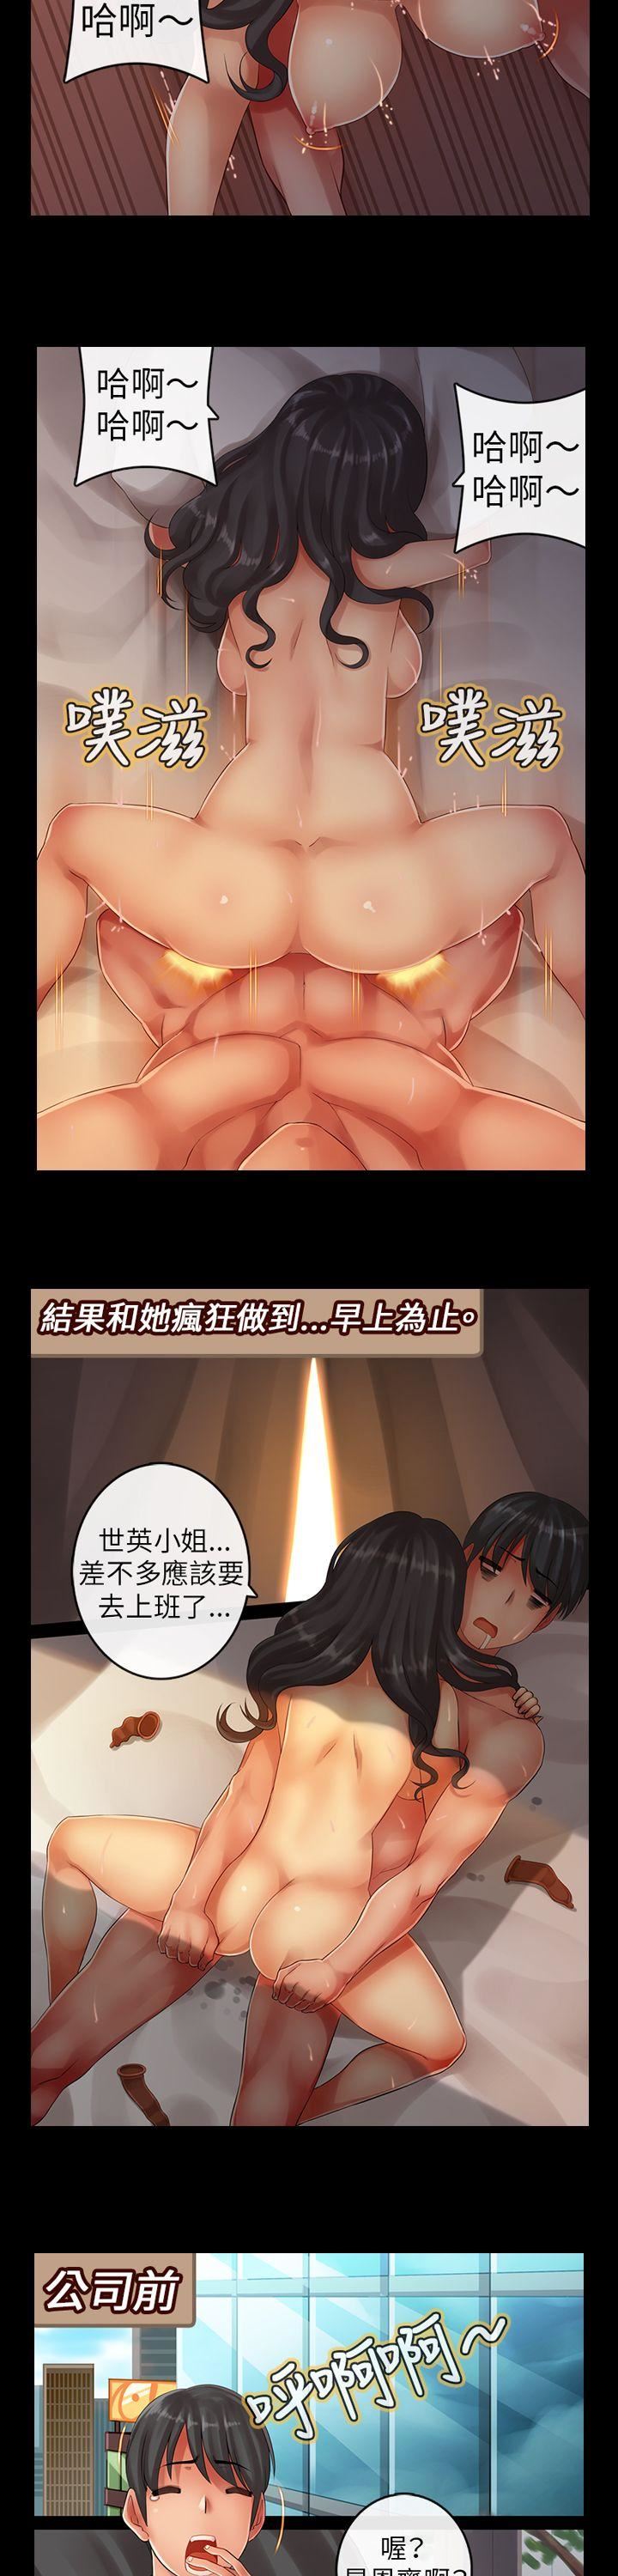 哈啊～
哈啊～
哈啊～
哈啊～
哈啊～
噗滋
噗滋
結果和她瘋狂做到...早上為止。
世英小姐...
差不多應該要
去上班了...
公司前
呼啊啊～
喔？